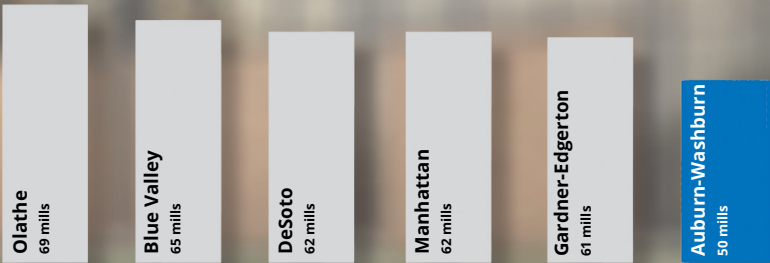 Olathe
69 mills
Blue Valley
65 mills
DeSoto
62 mills
Manhattan
62 mills
Gardner-Edgerton
61 mills
Auburn-Washburn
50 mills